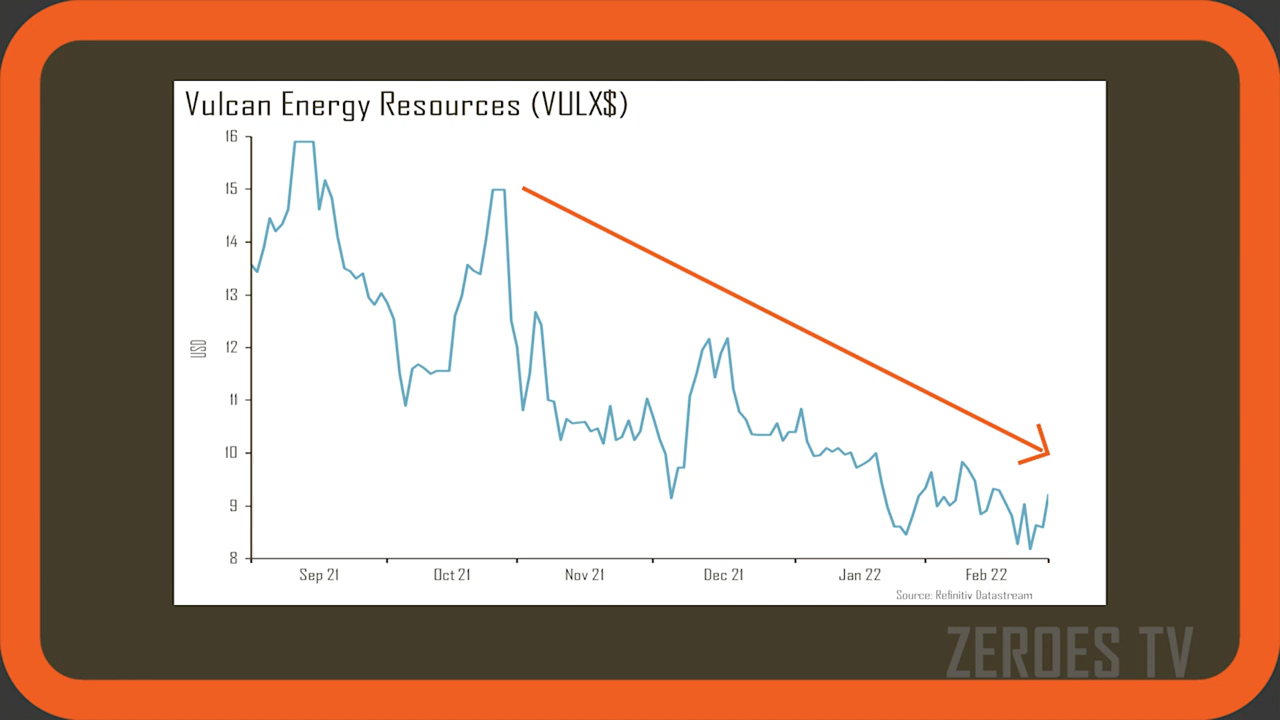 Vulcan Energy Resources (VULX$)
16
15
14
13
12
11
10
9
8
USD
Sep 21 Oct 21 Nov 21 Dec 21 Jan 22 Feb 22
Source: Refinitiv Datastream
ZEROES TV